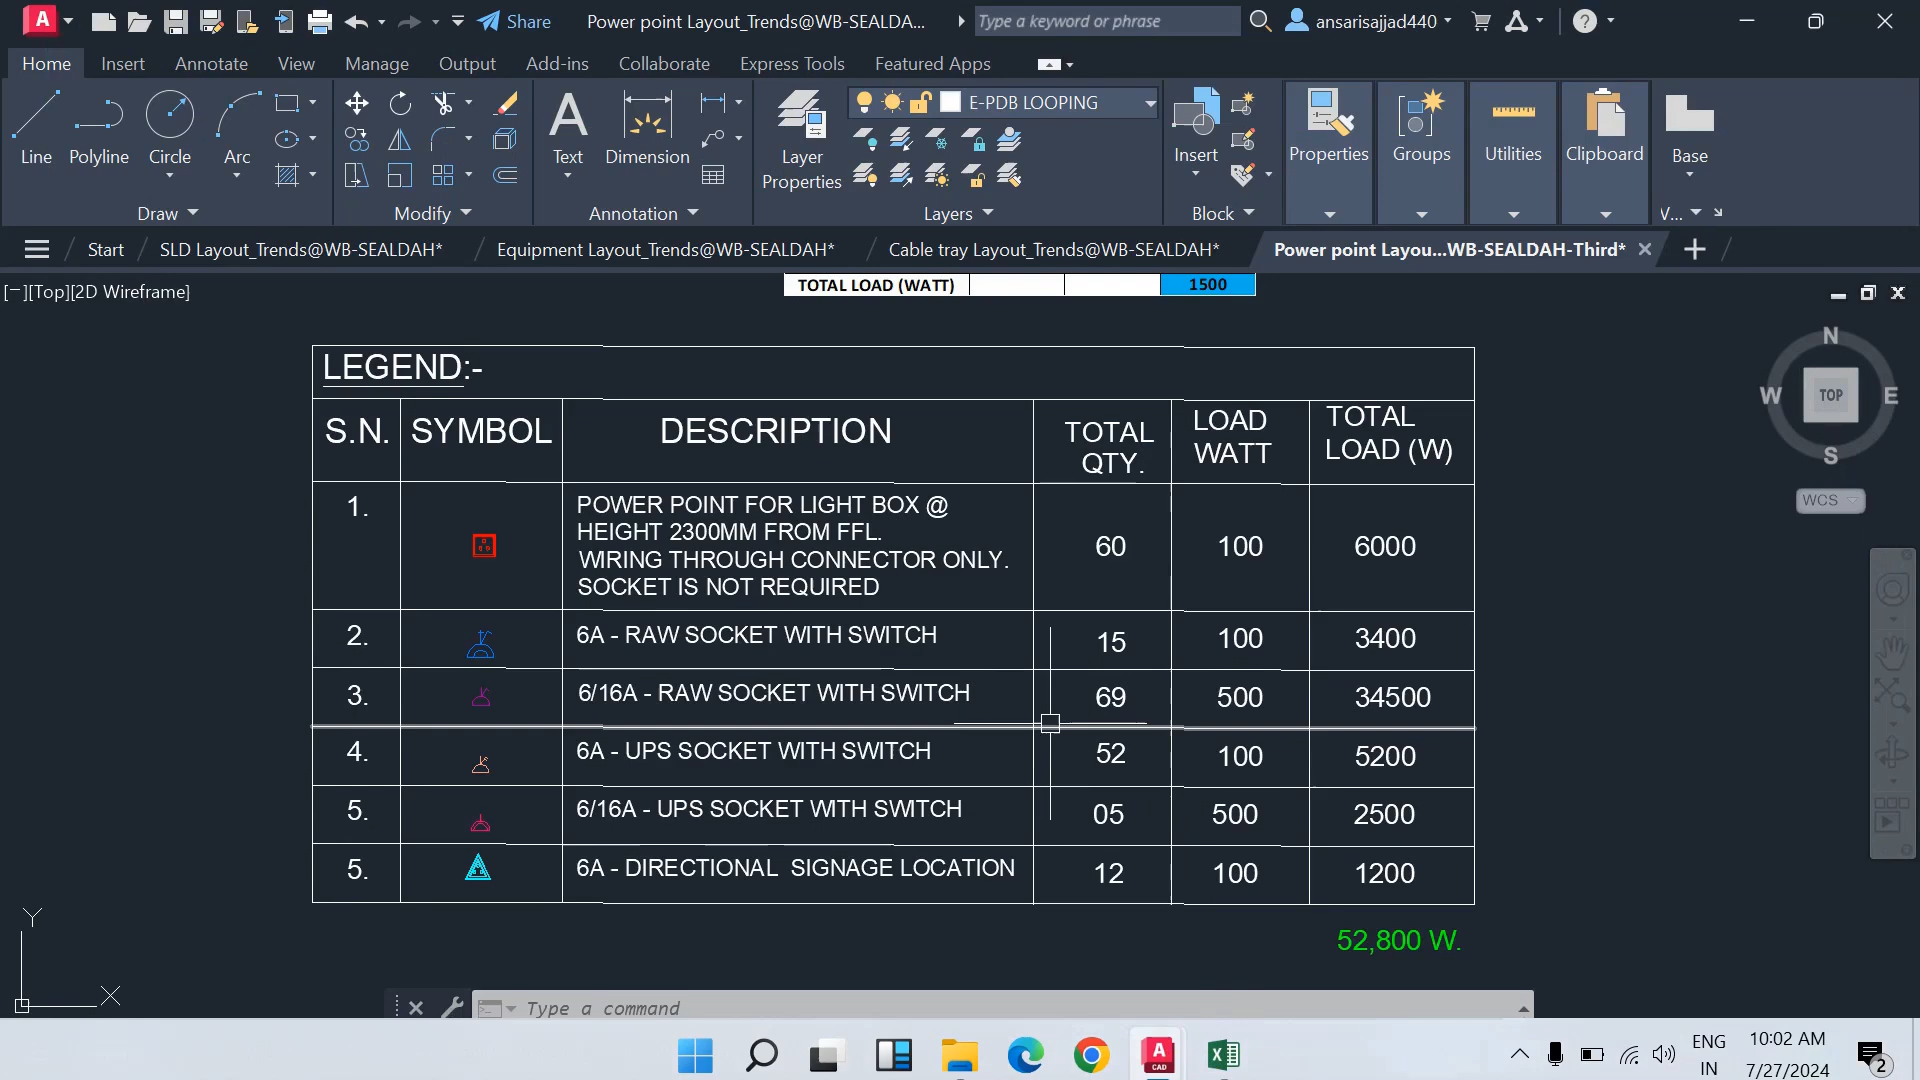 Share
Power point Layout_Trends@WB-SEALDA...
Type a keyword or phrase
ansarisajjad440
Home
Insert
Annotate
View
Manage
Output
Add-ins
Collaborate
Express Tools
Featured Apps
Line
Polyline
Circle
Arc
Text
Dimension
Layer
Properties
E-PDB LOOPING
Insert
Properties
Groups
Utilities
Clipboard
Base
Draw
Modify
Annotation
Layers
Block
V...
Start
SLD Layout_Trends@WB-SEALDAH*
Equipment Layout_Trends@WB-SEALDAH*
Cable tray Layout_Trends@WB-SEALDAH*
Power point Layou...WB-SEALDAH-Third*
[−][Top][2D Wireframe]
TOTAL LOAD (WATT) 1500
LEGEND:-
S.N. SYMBOL DESCRIPTION TOTAL QTY. LOAD WATT TOTAL LOAD (W)
1. POWER POINT FOR LIGHT BOX @
HEIGHT 2300MM FROM FFL.
WIRING THROUGH CONNECTOR ONLY.
SOCKET IS NOT REQUIRED
60 100 6000
2. 6A - RAW SOCKET WITH SWITCH 15 100 3400
3. 6/16A - RAW SOCKET WITH SWITCH 69 500 34500
4. 6A - UPS SOCKET WITH SWITCH 52 100 5200
5. 6/16A - UPS SOCKET WITH SWITCH 05 500 2500
5. 6A - DIRECTIONAL SIGNAGE LOCATION 12 100 1200
52,800 W.
N
W TOP E
S
WCS
Y
X
Type a command
A CAD
ENG
IN
10:02 AM
7/27/2024
2